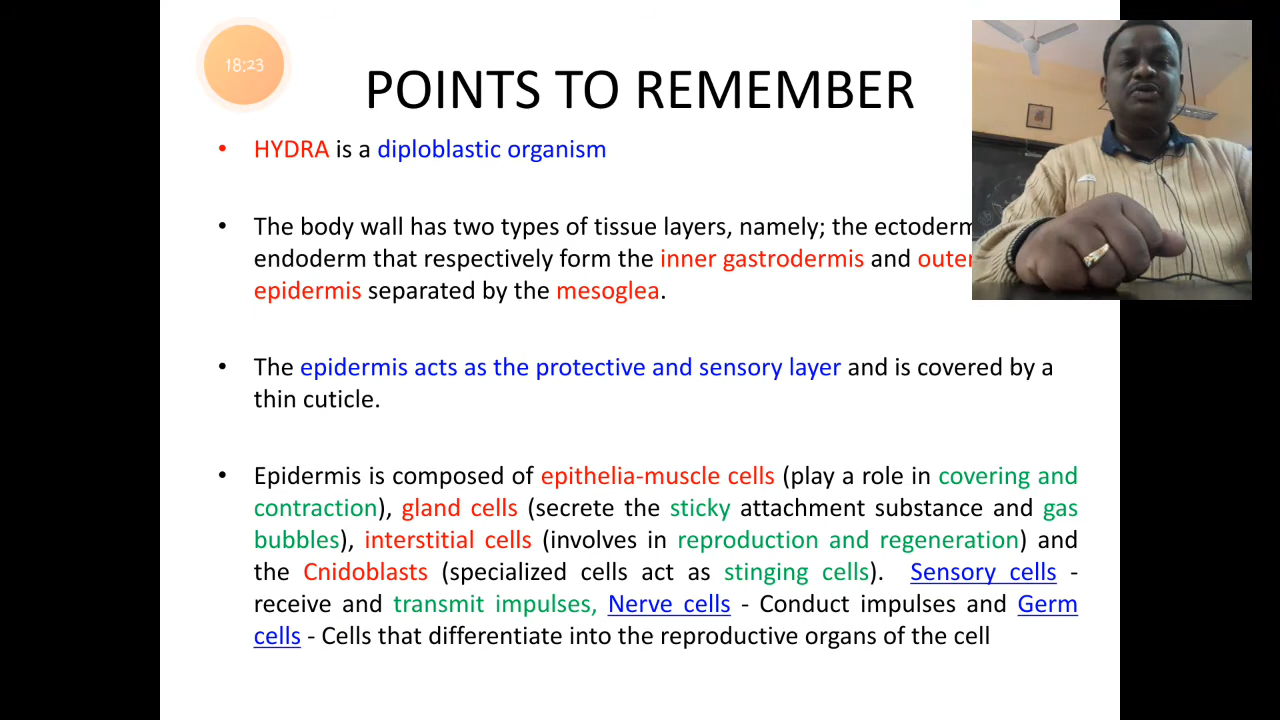 18:23
POINTS TO REMEMBER
• HYDRA is a diploblastic organism
• The body wall has two types of tissue layers, namely; the ectoderm
endoderm that respectively form the inner gastrodermis and outer
epidermis separated by the mesoglea.
• The epidermis acts as the protective and sensory layer and is covered by a
thin cuticle.
• Epidermis is composed of epithelia-muscle cells (play a role in covering and
contraction), gland cells (secrete the sticky attachment substance and gas
bubbles), interstitial cells (involves in reproduction and regeneration) and
the Cnidoblasts (specialized cells act as stinging cells). Sensory cells -
receive and transmit impulses, Nerve cells - Conduct impulses and Germ
cells - Cells that differentiate into the reproductive organs of the cell